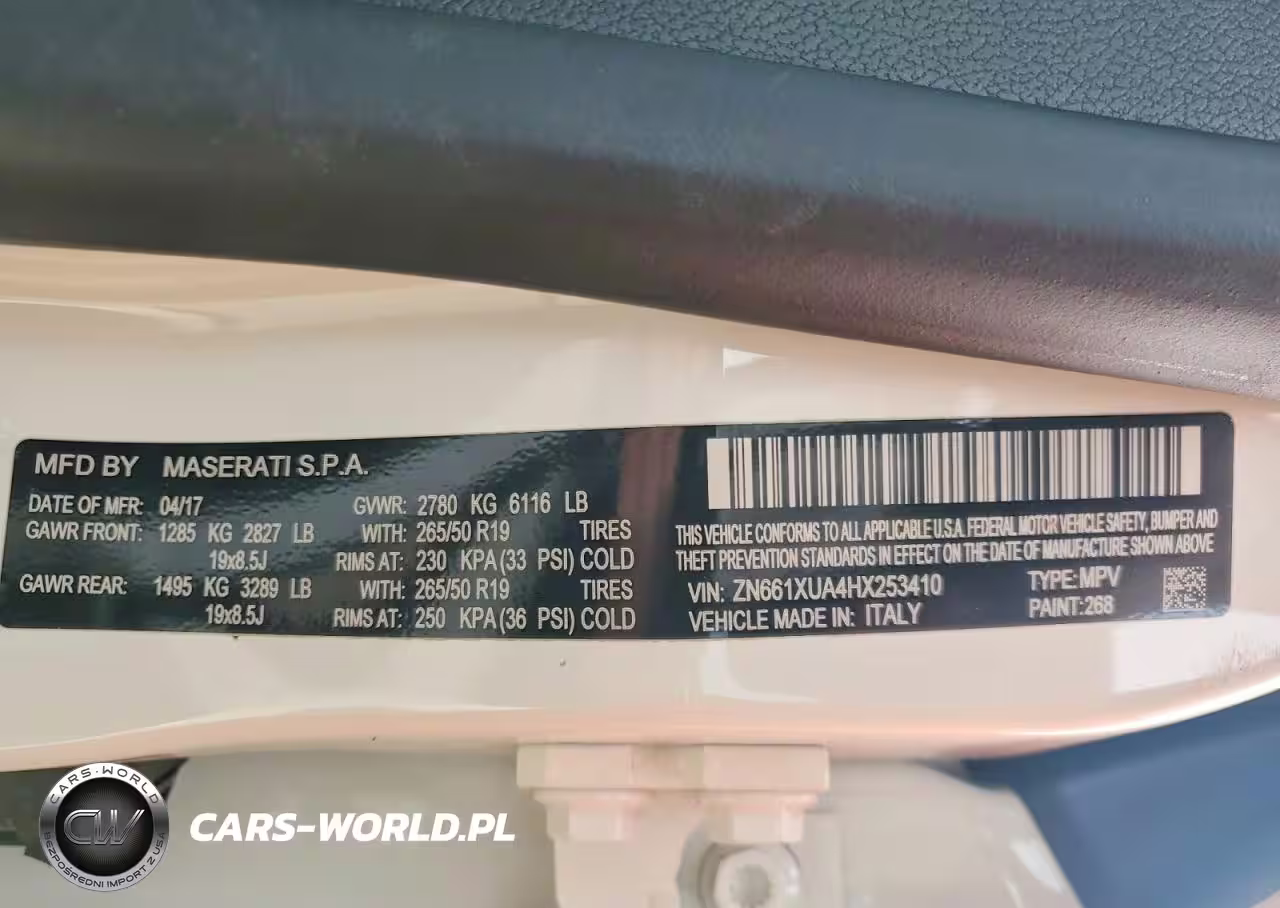 MFD BY MASERATI S.P.A.
DATE OF MFR: 04/17 GVWR: 2780 KG 6116 LB
GAWR FRONT: 1285 KG 2827 LB WITH: 265/50 R19 TIRES
19x8.5J RIMS AT: 230 KPA(33 PSI) COLD
GAWR REAR: 1495 KG 3289 LB WITH: 265/50 R19 TIRES
19x8.5J RIMS AT: 250 KPA(36 PSI) COLD
THIS VEHICLE CONFORMS TO ALL APPLICABLE U.S.A. FEDERAL MOTOR VEHICLE SAFETY, BUMPER AND
THEFT PREVENTION STANDARDS IN EFFECT ON THE DATE OF MANUFACTURE SHOWN ABOVE
VIN: ZN661XUA4HX253410 TYPE: MPV
VEHICLE MADE IN: ITALY PAINT:268
CARS-WORLD
CW
BEZPOŚREDNI IMPORT Z USA
CARS-WORLD.PL